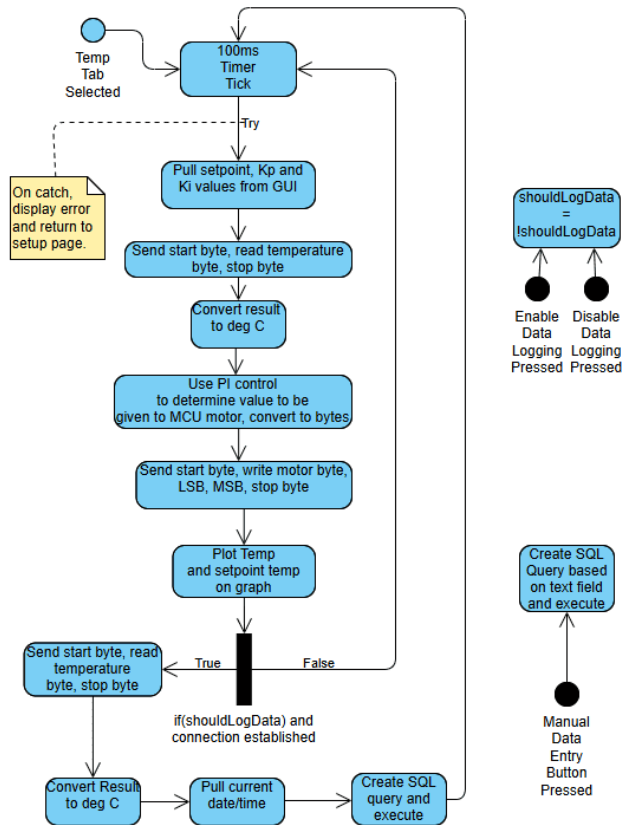 Temp
Tab
Selected
100ms
Timer
Tick
Try
On catch,
display error
and return to
setup page.
Pull setpoint, Kp and
Ki values from GUI
Send start byte, read temperature
byte, stop byte
Convert result
to deg C
Use PI control
to determine value to be
given to MCU motor, convert to bytes
Send start byte, write motor byte,
LSB, MSB, stop byte
Plot Temp
and setpoint temp
on graph
True
False
if(shouldLogData) and
connection established
Send start byte, read
temperature
byte, stop byte
Convert Result
to deg C
Pull current
date/time
Create SQL
query and
execute
shouldLogData
=
!shouldLogData
Enable
Data
Logging
Pressed
Disable
Data
Logging
Pressed
Create SQL
Query based
on text field
and execute
Manual
Data
Entry
Button
Pressed